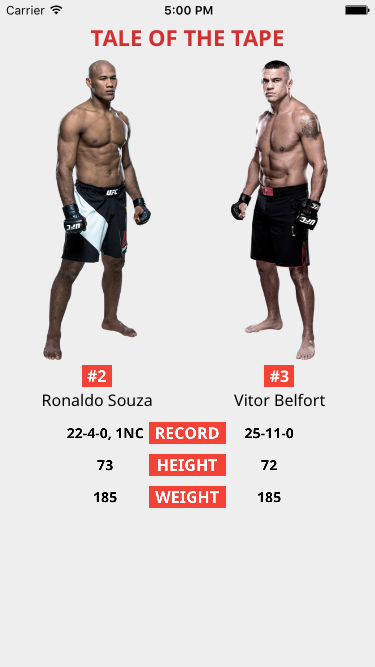 Carrier 5:00 PM
TALE OF THE TAPE
UFC
UFC
UFC
#2 #3
Ronaldo Souza Vitor Belfort
22-4-0, 1NC RECORD 25-11-0
73 HEIGHT 72
185 WEIGHT 185